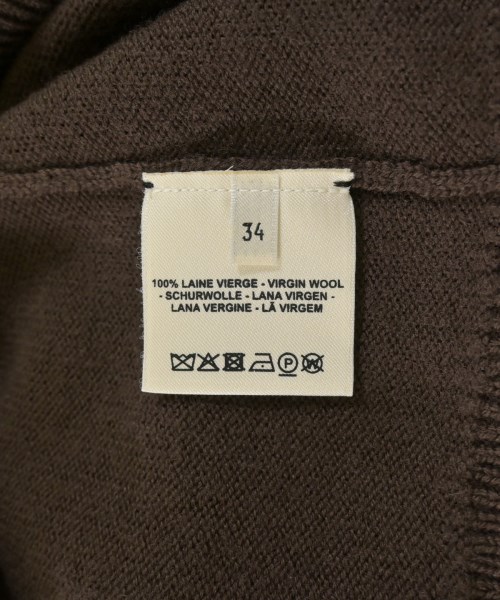 34
100% LAINE VIERGE - VIRGIN WOOL
- SCHURWOLLE - LANA VIRGEN -
LANA VERGINE - LÃ VIRGEM
P W